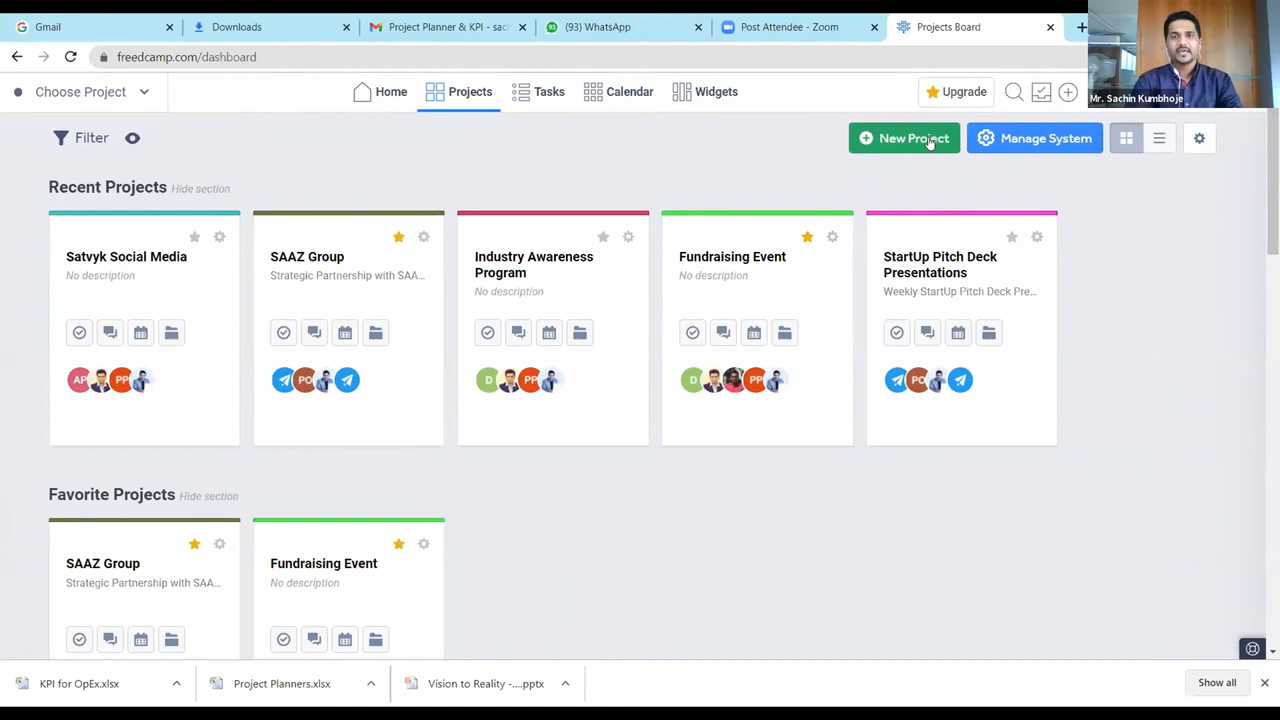 Gmail
Downloads
Project Planner & KPI - sac
(93) WhatsApp
Post Attendee - Zoom
Projects Board
freedcamp.com/dashboard
Mr. Sachin Kumbhoje
Choose Project
Home
Projects
Tasks
Calendar
Widgets
Upgrade
Filter
New Project
Manage System
Recent Projects Hide section
Satvyk Social Media
No description
AP
PP
SAAZ Group
Strategic Partnership with SAA...
PO
Industry Awareness
Program
No description
D
PP
Fundraising Event
No description
D
PP
StartUp Pitch Deck
Presentations
Weekly StartUp Pitch Deck Pre...
PO
Favorite Projects Hide section
SAAZ Group
Strategic Partnership with SAA...
Fundraising Event
No description
KPI for OpEx.xlsx
Project Planners.xlsx
Vision to Reality -....pptx
Show all